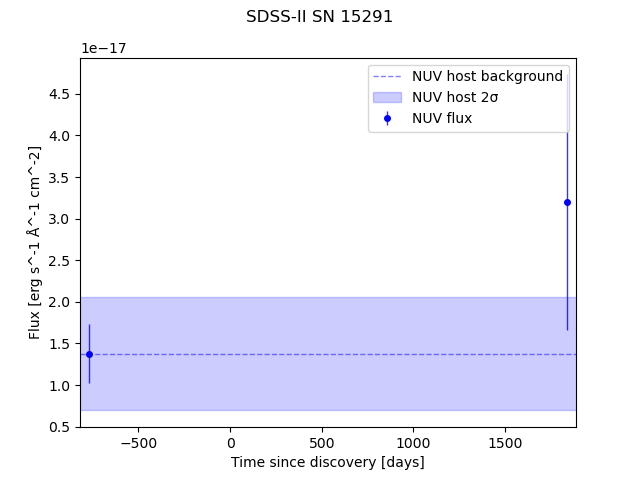 SDSS-II SN 15291
1e−17
NUV host background
NUV host 2σ
NUV flux
4.5
4.0
3.5
3.0
2.5
2.0
1.5
1.0
0.5
Flux [erg s^-1 Å^-1 cm^-2]
−500
0
500
1000
1500
Time since discovery [days]